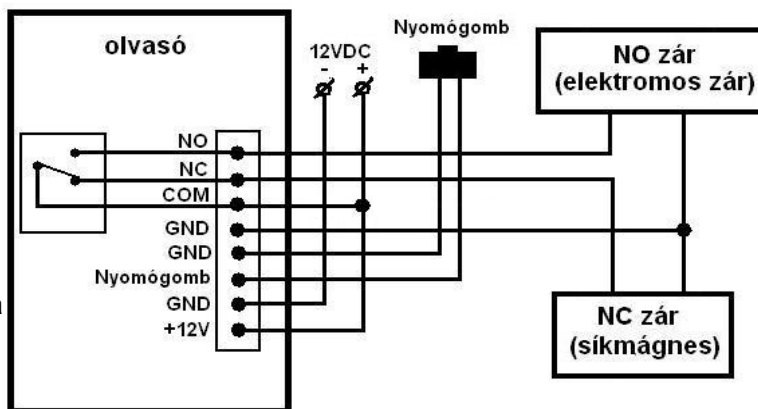 olvasó
12VDC
- +
Nyomógomb
NO zár
(elektromos zár)
NO
NC
COM
GND
GND
Nyomógomb
GND
+12V
NC zár
(síkmágnes)